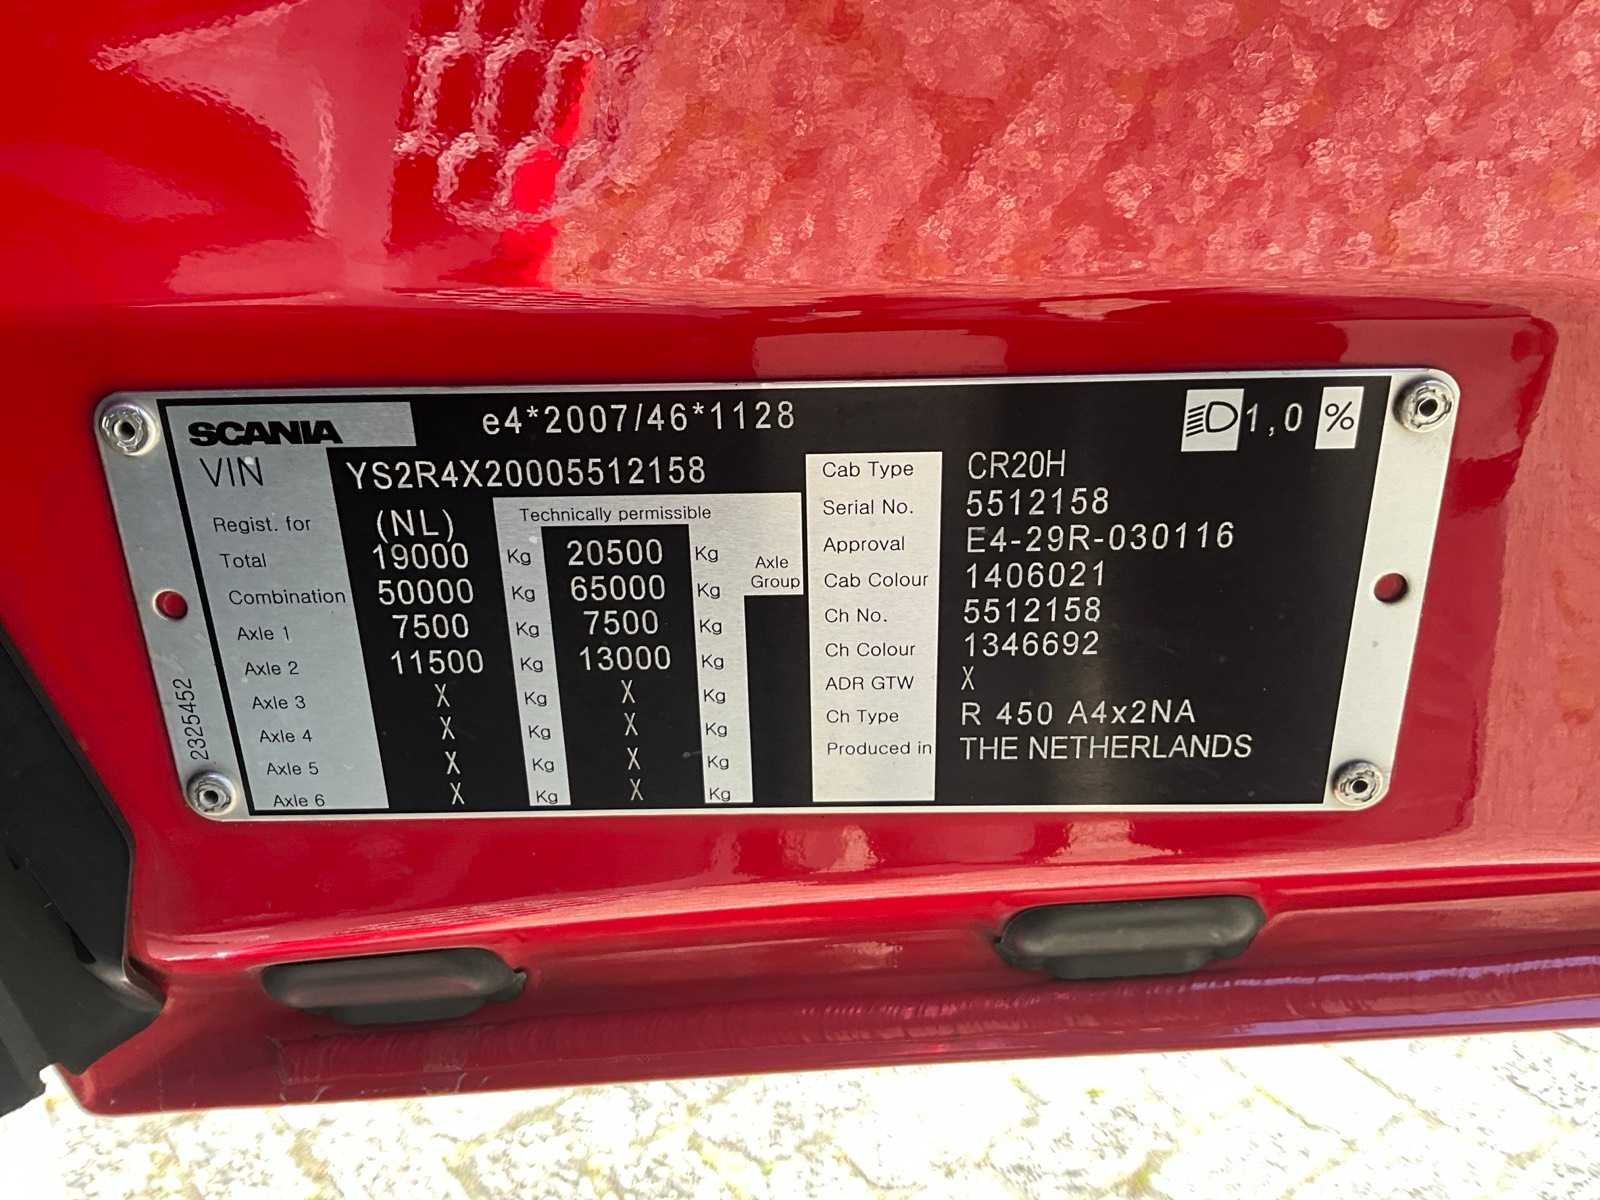 SCANIA e4*2007/46*1128 1,0 %
VIN YS2R4X20005512158
Regist. for (NL) Technically permissible
Total 19000 Kg 20500 Kg Axle Group
Combination 50000 Kg 65000 Kg
Axle 1 7500 Kg 7500 Kg
Axle 2 11500 Kg 13000 Kg
Axle 3 X Kg X Kg
Axle 4 X Kg X Kg
Axle 5 X Kg X Kg
Axle 6 X Kg X Kg
2325452
Cab Type CR20H
Serial No. 5512158
Approval E4-29R-030116
Cab Colour 1406021
Ch No. 5512158
Ch Colour 1346692
ADR GTW X
Ch Type R 450 A4x2NA
Produced in THE NETHERLANDS